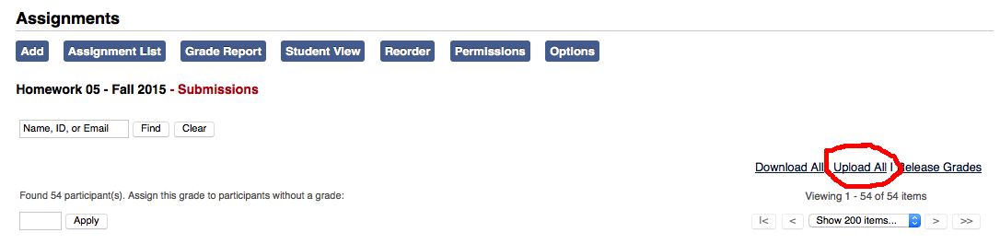 Assignments
Add Assignment List Grade Report Student View Reorder Permissions Options
Homework 05 - Fall 2015 - Submissions
Name, ID, or Email Find Clear
Download All | Upload All | Release Grades
Found 54 participant(s). Assign this grade to participants without a grade:
Viewing 1 - 54 of 54 items
Apply
|< < Show 200 items... > >>